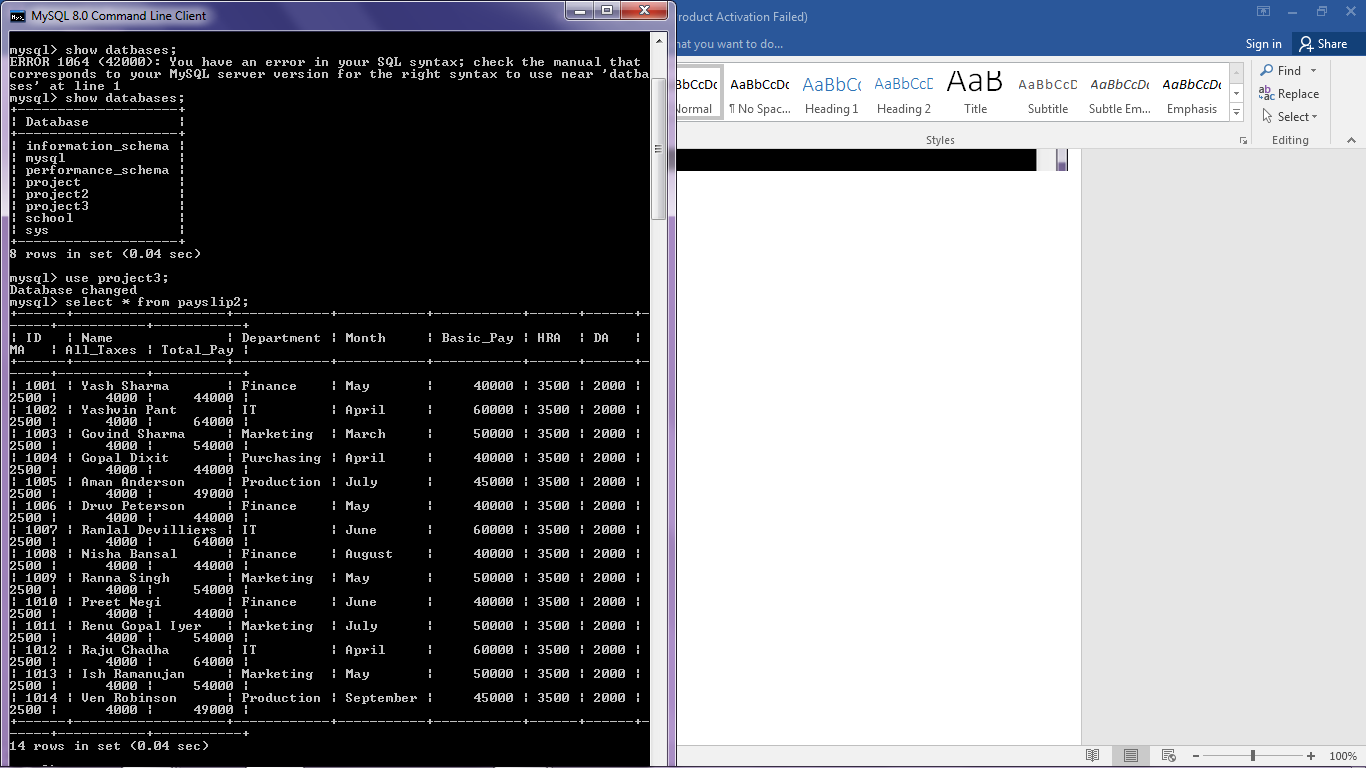 MySQL 8.0 Command Line Client
mysql> show datbases;
ERROR 1064 (42000): You have an error in your SQL syntax; check the manual that
corresponds to your MySQL server version for the right syntax to use near 'datba
ses' at line 1
mysql> show databases;
+--------------------+
| Database           |
+--------------------+
| information_schema |
| mysql              |
| performance_schema |
| project            |
| project2           |
| project3           |
| school             |
| sys                |
+--------------------+
8 rows in set (0.04 sec)
mysql> use project3;
Database changed
mysql> select * from payslip2;
+------+-------------------+------------+-----------+-----------+------+------+-
-----+-----------+-----------+
| ID   | Name              | Department | Month     | Basic_Pay | HRA  | DA   |
MA   | All_Taxes | Total_Pay |
+------+-------------------+------------+-----------+-----------+------+------+-
-----+-----------+-----------+
| 1001 | Yash Sharma       | Finance    | May       |     40000 | 3500 | 2000 |
2500 |      4000 |     44000 |
| 1002 | Yashvin Pant      | IT         | April     |     60000 | 3500 | 2000 |
2500 |      4000 |     64000 |
| 1003 | Govind Sharma     | Marketing  | March     |     50000 | 3500 | 2000 |
2500 |      4000 |     54000 |
| 1004 | Gopal Dixit       | Purchasing | April     |     40000 | 3500 | 2000 |
2500 |      4000 |     44000 |
| 1005 | Aman Anderson     | Production | July      |     45000 | 3500 | 2000 |
2500 |      4000 |     49000 |
| 1006 | Druv Peterson     | Finance    | May       |     40000 | 3500 | 2000 |
2500 |      4000 |     44000 |
| 1007 | Ramlal Devilliers | IT         | June      |     60000 | 3500 | 2000 |
2500 |      4000 |     64000 |
| 1008 | Nisha Bansal      | Finance    | August    |     40000 | 3500 | 2000 |
2500 |      4000 |     44000 |
| 1009 | Ranna Singh       | Marketing  | May       |     50000 | 3500 | 2000 |
2500 |      4000 |     54000 |
| 1010 | Preet Negi        | Finance    | June      |     40000 | 3500 | 2000 |
2500 |      4000 |     44000 |
| 1011 | Renu Gopal Iyer   | Marketing  | July      |     50000 | 3500 | 2000 |
2500 |      4000 |     54000 |
| 1012 | Raju Chadha       | IT         | April     |     60000 | 3500 | 2000 |
2500 |      4000 |     64000 |
| 1013 | Ish Ramanujan     | Marketing  | May       |     50000 | 3500 | 2000 |
2500 |      4000 |     54000 |
| 1014 | Ven Robinson      | Production | September |     45000 | 3500 | 2000 |
2500 |      4000 |     49000 |
+------+-------------------+------------+-----------+-----------+------+------+-
-----+-----------+-----------+
14 rows in set (0.04 sec)
roduct Activation Failed)
hat you want to do...
Sign in
Share
BbCcDc AaBbCcDc AaBbCc AaBbCcD AaB AaBbCcD AaBbCcDc AaBbCcDc
Normal ¶ No Spac... Heading 1 Heading 2 Title Subtitle Subtle Em... Emphasis
Styles
Find
Replace
Select
Editing
100%